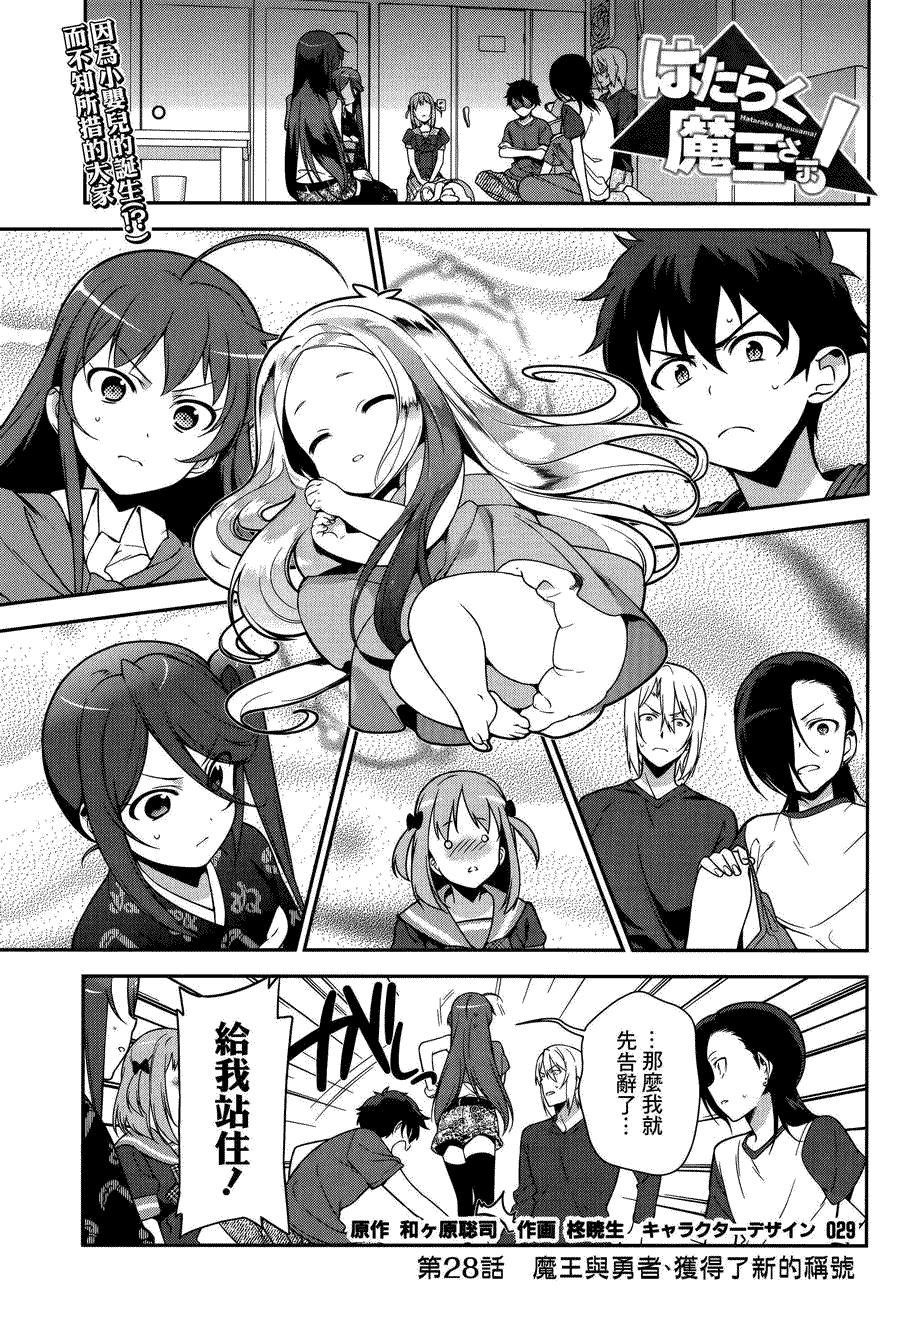 はたらく
魔王さま!
Hataraku Maousama!
因為小嬰兒的誕生(!?)
而不知所措的大家
…那麼我就
先告辭了…
給我站住!
原作 和ヶ原聡司 作画 柊暁生 キャラクターデザイン 029
第28話 魔王與勇者、獲得了新的稱號